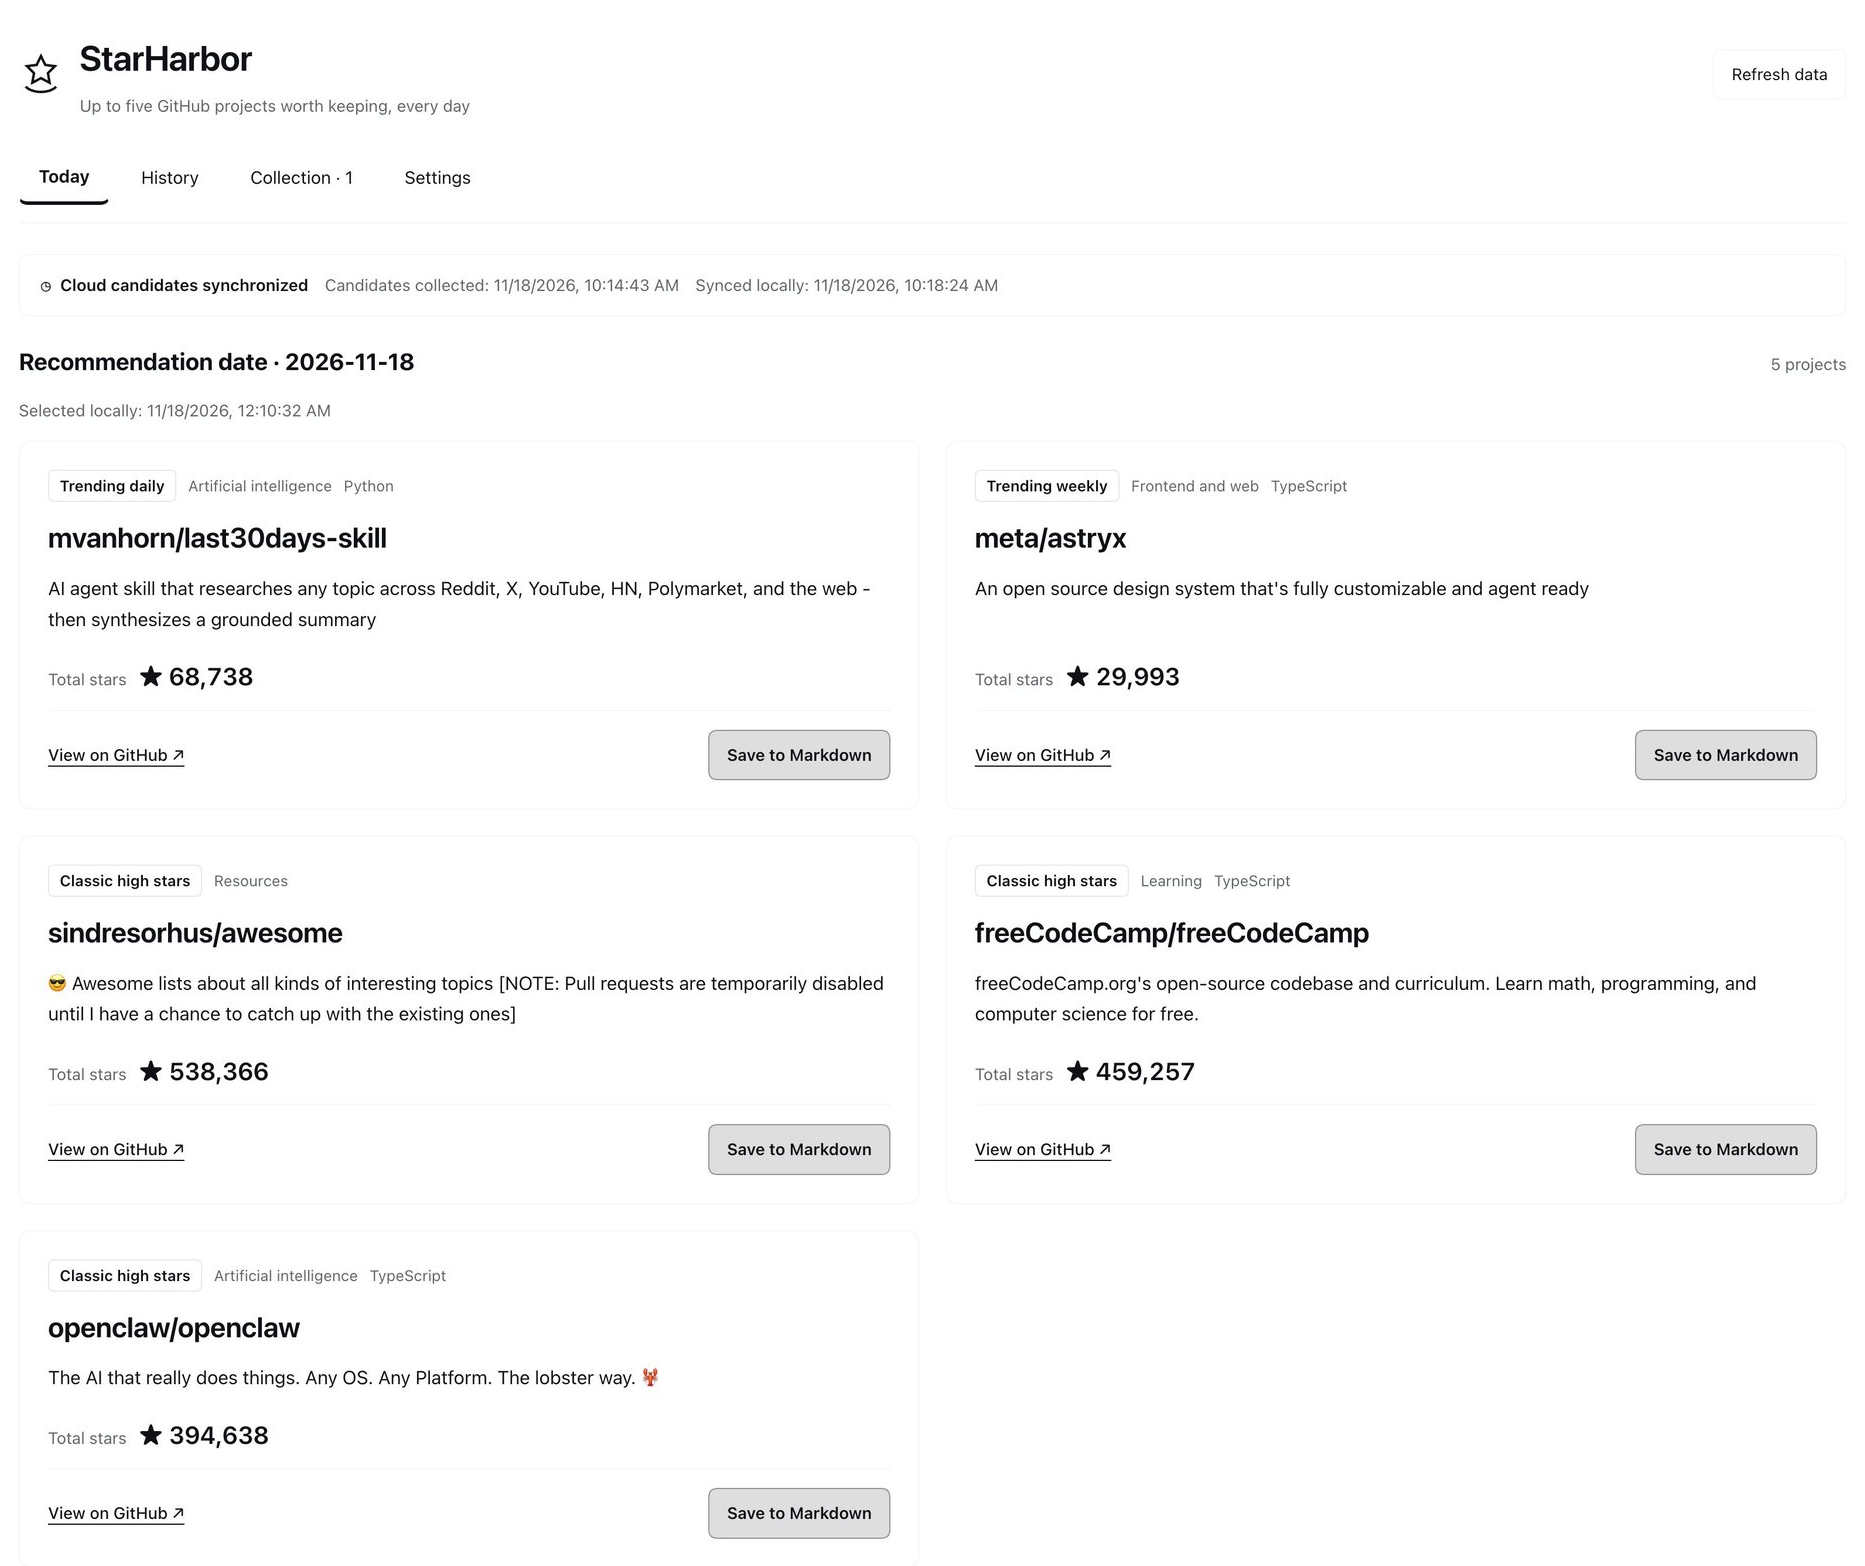 StarHarbor
Up to five GitHub projects worth keeping, every day
Refresh data
Today
History
Collection · 1
Settings
Cloud candidates synchronized Candidates collected: 11/18/2026, 10:14:43 AM Synced locally: 11/18/2026, 10:18:24 AM
Recommendation date · 2026-11-18
5 projects
Selected locally: 11/18/2026, 12:10:32 AM
Trending daily Artificial intelligence Python
mvanhorn/last30days-skill
AI agent skill that researches any topic across Reddit, X, YouTube, HN, Polymarket, and the web -
then synthesizes a grounded summary
Total stars ★ 68,738
View on GitHub ↗
Save to Markdown
Trending weekly Frontend and web TypeScript
meta/astryx
An open source design system that's fully customizable and agent ready
Total stars ★ 29,993
View on GitHub ↗
Save to Markdown
Classic high stars Resources
sindresorhus/awesome
😎 Awesome lists about all kinds of interesting topics [NOTE: Pull requests are temporarily disabled
until I have a chance to catch up with the existing ones]
Total stars ★ 538,366
View on GitHub ↗
Save to Markdown
Classic high stars Learning TypeScript
freeCodeCamp/freeCodeCamp
freeCodeCamp.org's open-source codebase and curriculum. Learn math, programming, and
computer science for free.
Total stars ★ 459,257
View on GitHub ↗
Save to Markdown
Classic high stars Artificial intelligence TypeScript
openclaw/openclaw
The AI that really does things. Any OS. Any Platform. The lobster way. 🦞
Total stars ★ 394,638
View on GitHub ↗
Save to Markdown